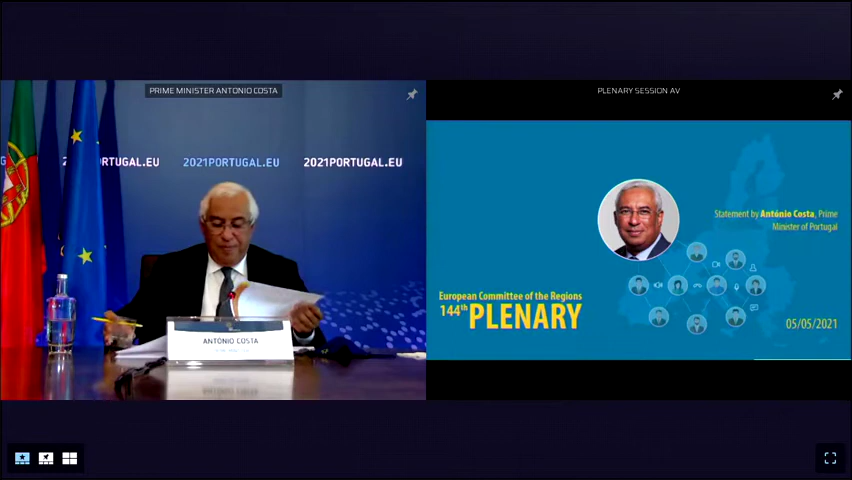 PRIME MINISTER ANTONIO COSTA
RTUGAL.EU
2021PORTUGAL.EU
2021PORTUGAL.EU
ANTÓNIO COSTA
PLENARY SESSION AV
Statement by António Costa, Prime
Minister of Portugal
European Committee of the Regions
144th PLENARY
05/05/2021